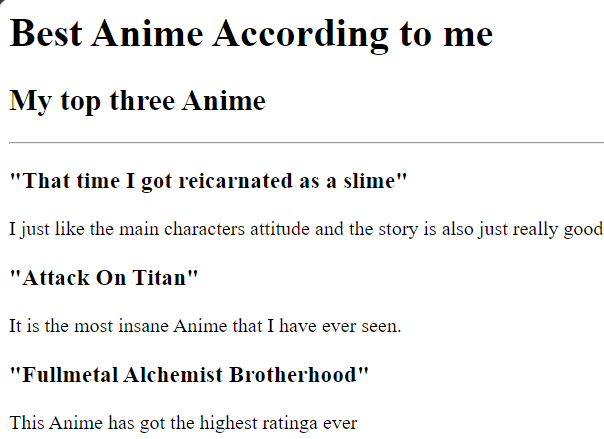 Best Anime According to me
My top three Anime
"That time I got reicarnated as a slime"
I just like the main characters attitude and the story is also just really good
"Attack On Titan"
It is the most insane Anime that I have ever seen.
"Fullmetal Alchemist Brotherhood"
This Anime has got the highest ratinga ever